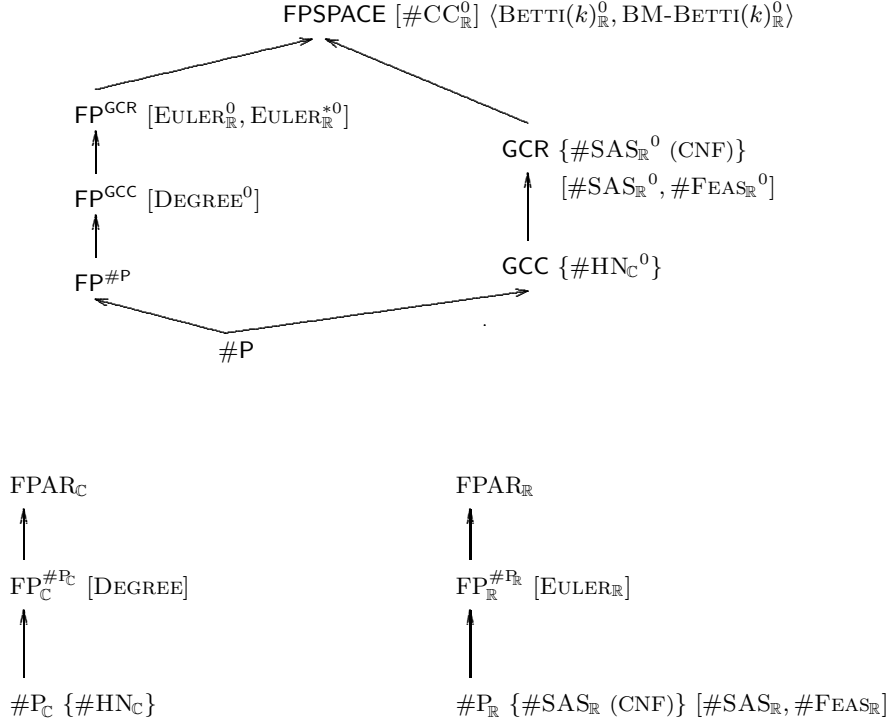 FPSPACE [#CC⁰_ℝ] ⟨BETTI(k)⁰_ℝ, BM-BETTI(k)⁰_ℝ⟩
FP^GCR [EULER⁰_ℝ, EULER*⁰_ℝ]
GCR {#SAS_ℝ⁰ (CNF)}
[#SAS_ℝ⁰, #FEAS_ℝ⁰]
FP^GCC [DEGREE⁰]
GCC {#HN_ℂ⁰}
FP^#P
#P
FPAR_ℂ
FPAR_ℝ
FP_ℂ^#P_ℂ [DEGREE]
FP_ℝ^#P_ℝ [EULER_ℝ]
#P_ℂ {#HN_ℂ}
#P_ℝ {#SAS_ℝ (CNF)} [#SAS_ℝ, #FEAS_ℝ]